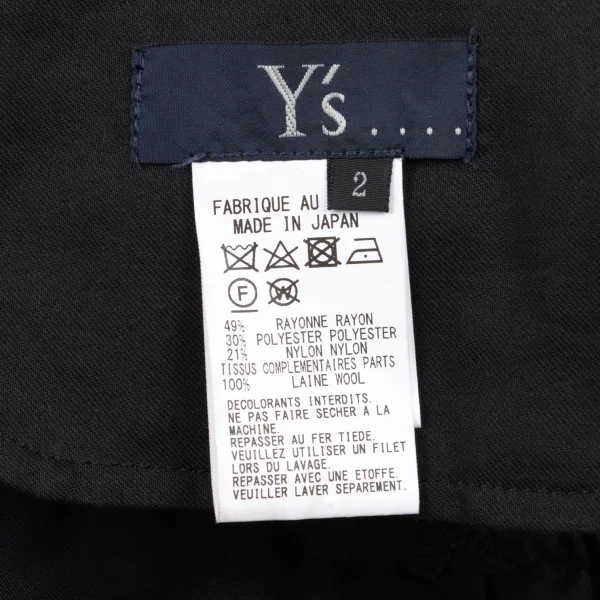 Y's....
2
FABRIQUE AU
MADE IN JAPAN
F
W
49% RAYONNE RAYON
30% POLYESTER POLYESTER
21% NYLON NYLON
TISSUS COMPLEMENTAIRES PARTS
100% LAINE WOOL
DECOLORANTS INTERDITS.
NE PAS FAIRE SECHER A LA
MACHINE.
REPASSER AU FER TIEDE.
VEUILLEZ UTILISER UN FILET
LORS DU LAVAGE.
REPASSER AVEC UNE ETOFFE.
VEUILLER LAVER SEPAREMENT.